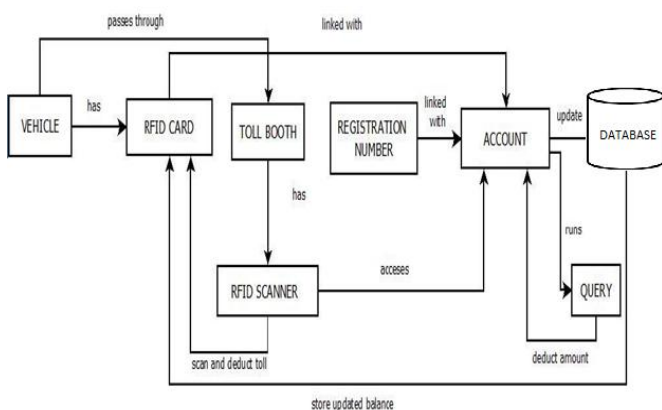 passes through
linked with
has
linked
with
update
VEHICLE
RFID CARD
TOLL BOOTH
REGISTRATION
NUMBER
ACCOUNT
DATABASE
has
runs
RFID SCANNER
acceses
QUERY
scan and deduct toll
deduct amount
store updated balance